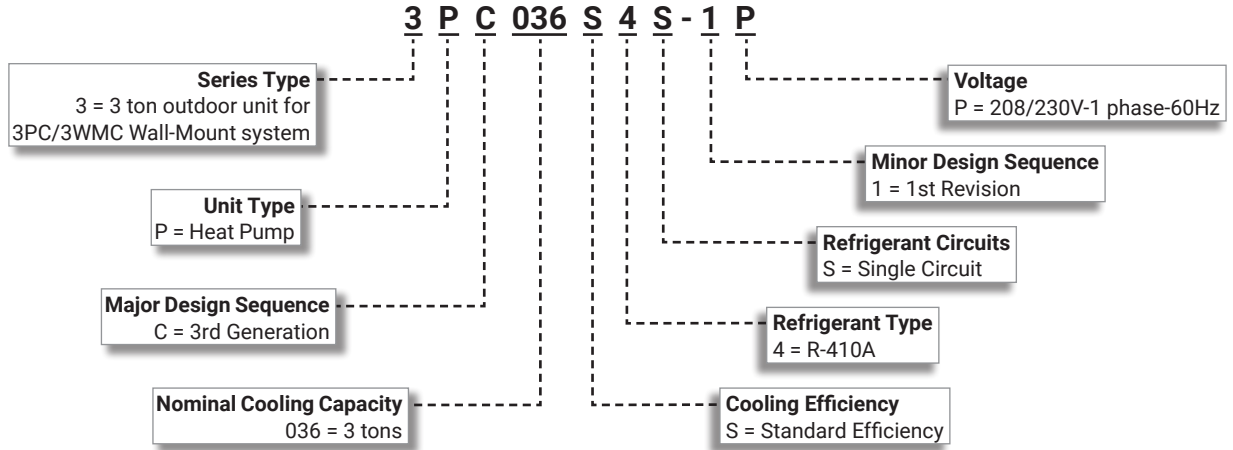 3 P C 036 S 4 S - 1 P
Series Type
3 = 3 ton outdoor unit for
3PC/3WMC Wall-Mount system
Unit Type
P = Heat Pump
Major Design Sequence
C = 3rd Generation
Nominal Cooling Capacity
036 = 3 tons
Voltage
P = 208/230V-1 phase-60Hz
Minor Design Sequence
1 = 1st Revision
Refrigerant Circuits
S = Single Circuit
Refrigerant Type
4 = R-410A
Cooling Efficiency
S = Standard Efficiency